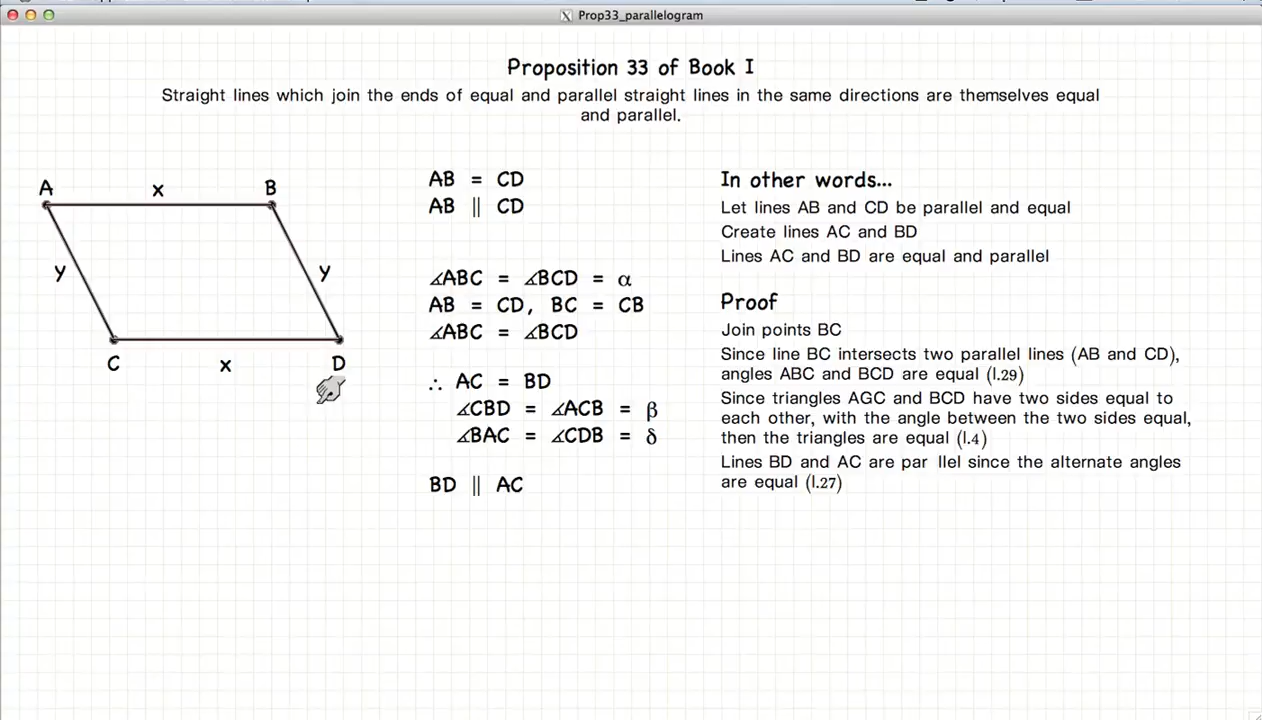 Prop33_parallelogram
Proposition 33 of Book I
Straight lines which join the ends of equal and parallel straight lines in the same directions are themselves equal
and parallel.
A x B
y y
C x D
AB = CD
AB || CD
∡ABC = ∡BCD = α
AB = CD, BC = CB
∡ABC = ∡BCD
∴ AC = BD
∡CBD = ∡ACB = β
∡BAC = ∡CDB = δ
BD || AC
In other words...
Let lines AB and CD be parallel and equal
Create lines AC and BD
Lines AC and BD are equal and parallel
Proof
Join points BC
Since line BC intersects two parallel lines (AB and CD),
angles ABC and BCD are equal (I.29)
Since triangles AGC and BCD have two sides equal to
each other, with the angle between the two sides equal,
then the triangles are equal (I.4)
Lines BD and AC are par llel since the alternate angles
are equal (I.27)